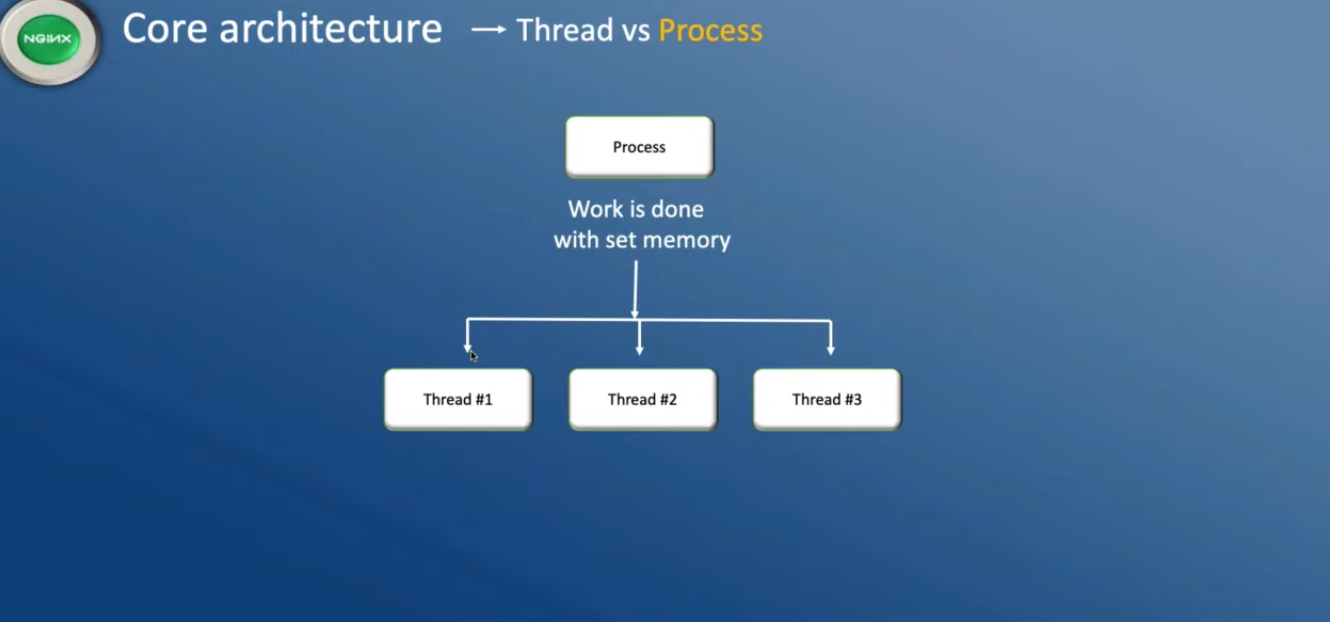 NGINX
Core architecture → Thread vs Process
Process
Work is done
with set memory
Thread #1
Thread #2
Thread #3